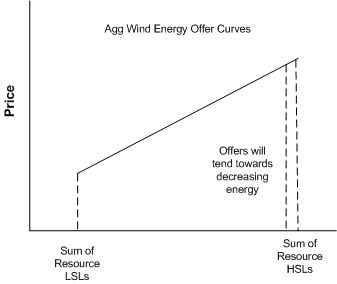 Agg Wind Energy Offer Curves
Price
Offers will
tend towards
decreasing
energy
Sum of
Resource
LSLs
Sum of
Resource
HSLs